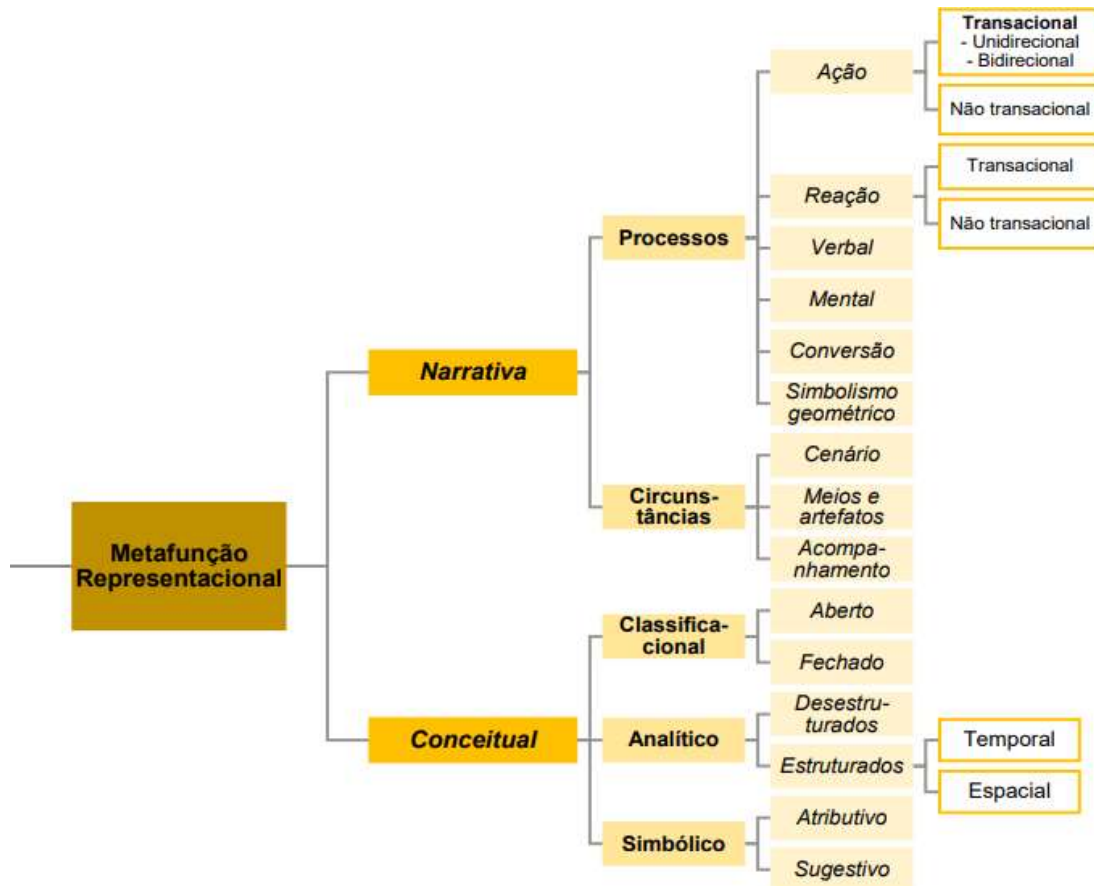 Transacional
- Unidirecional
- Bidirecional
Ação
Não transacional
Transacional
Reação
Não transacional
Processos
Verbal
Mental
Conversão
Narrativa
Simbolismo
geométrico
Cenário
Circuns-
tâncias
Meios e
artefatos
Acompa-
nhamento
Metafunção
Representacional
Aberto
Classifica-
cional
Fechado
Desestru-
turados
Conceitual
Analítico
Temporal
Estruturados
Espacial
Atributivo
Simbólico
Sugestivo